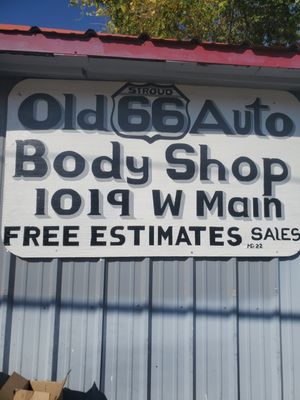 STROUD
Old 66 Auto
Body Shop
1019 W Main
FREE ESTIMATES SALES